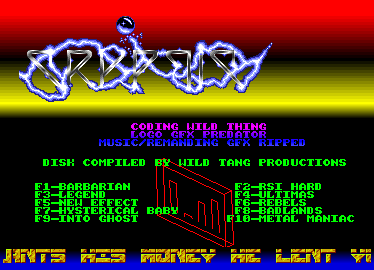 CODING WILD THING
LOGO GFX PREDATOR
MUSIC/REMANDING GFX RIPPED
DISK COMPILED BY WILD TANG PRODUCTIONS
F1-BARBARIAN F2-RSI HARD
F3-LEGEND F4-ULTIMAS
F5-NEW EFFECT F6-REBELS
F7-HYSTERICAL BABY F8-BADLANDS
F9-INTO GHOST F10-METAL MANIAC
HIS MONEY HE LENT